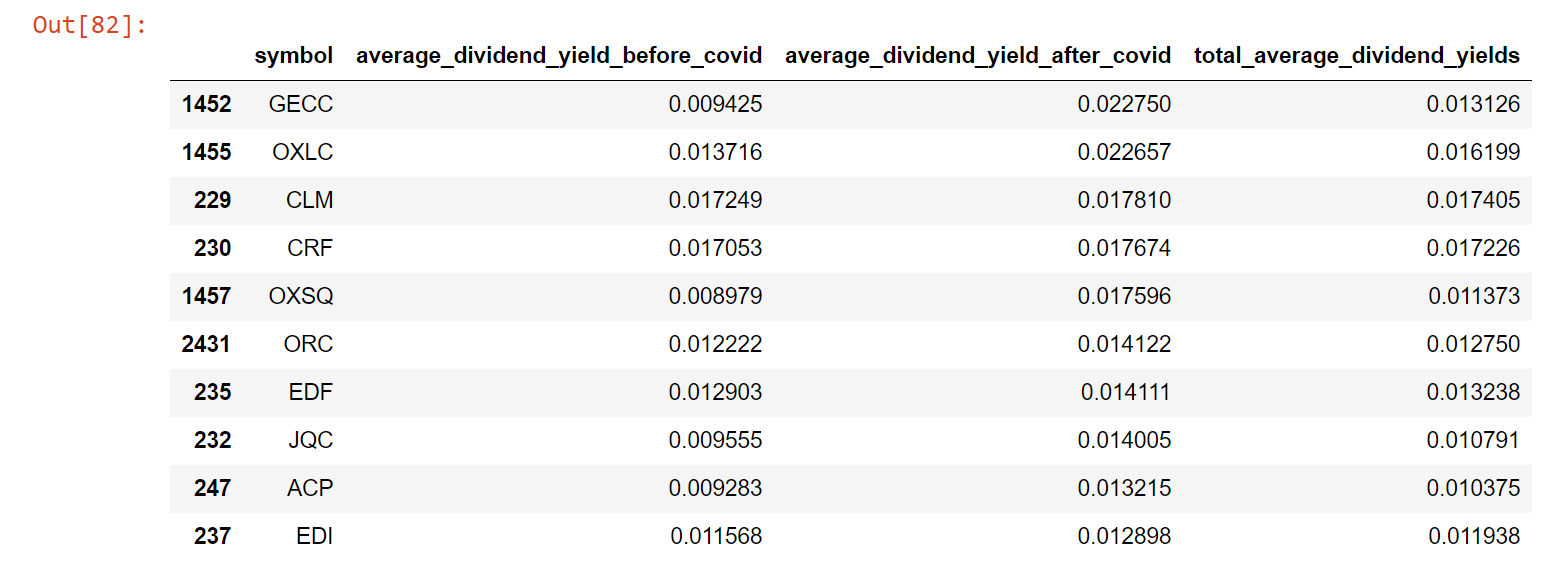 Out[82]:
symbol average_dividend_yield_before_covid average_dividend_yield_after_covid total_average_dividend_yields
1452 GECC 0.009425 0.022750 0.013126
1455 OXLC 0.013716 0.022657 0.016199
229 CLM 0.017249 0.017810 0.017405
230 CRF 0.017053 0.017674 0.017226
1457 OXSQ 0.008979 0.017596 0.011373
2431 ORC 0.012222 0.014122 0.012750
235 EDF 0.012903 0.014111 0.013238
232 JQC 0.009555 0.014005 0.010791
247 ACP 0.009283 0.013215 0.010375
237 EDI 0.011568 0.012898 0.011938